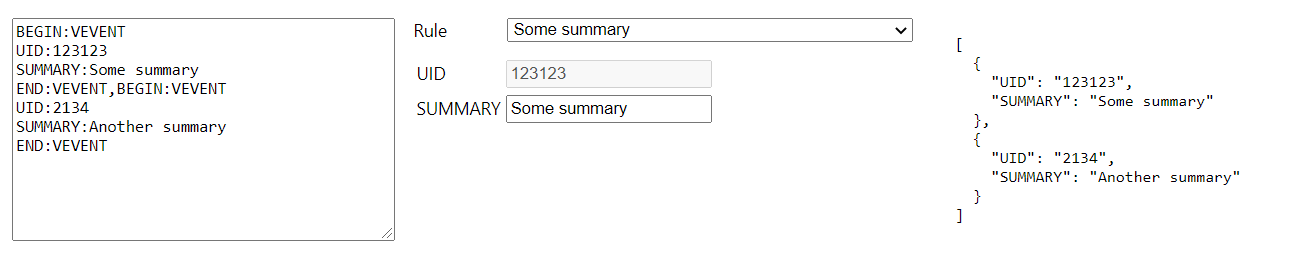 BEGIN:VEVENT
UID:123123
SUMMARY:Some summary
END:VEVENT,BEGIN:VEVENT
UID:2134
SUMMARY:Another summary
END:VEVENT
Rule Some summary
UID 123123
SUMMARY Some summary
[
{
"UID": "123123",
"SUMMARY": "Some summary"
},
{
"UID": "2134",
"SUMMARY": "Another summary"
}
]